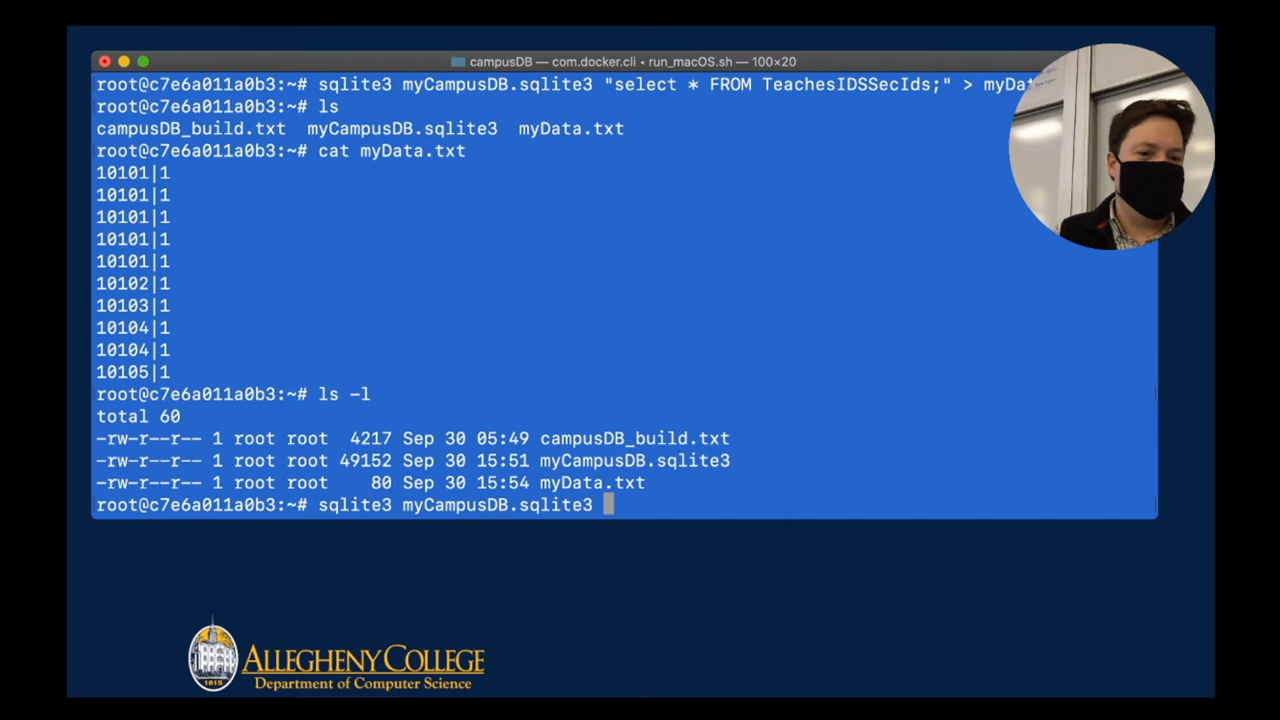 campusDB — com.docker.cli • run_macOS.sh — 100×20
root@c7e6a011a0b3:~# sqlite3 myCampusDB.sqlite3 "select * FROM TeachesIDSSecIds;" > myDat
root@c7e6a011a0b3:~# ls
campusDB_build.txt myCampusDB.sqlite3 myData.txt
root@c7e6a011a0b3:~# cat myData.txt
10101|1
10101|1
10101|1
10101|1
10101|1
10102|1
10103|1
10104|1
10104|1
10105|1
root@c7e6a011a0b3:~# ls -l
total 60
-rw-r--r-- 1 root root 4217 Sep 30 05:49 campusDB_build.txt
-rw-r--r-- 1 root root 49152 Sep 30 15:51 myCampusDB.sqlite3
-rw-r--r-- 1 root root 80 Sep 30 15:54 myData.txt
root@c7e6a011a0b3:~# sqlite3 myCampusDB.sqlite3
1815
ALLEGHENY COLLEGE
Department of Computer Science